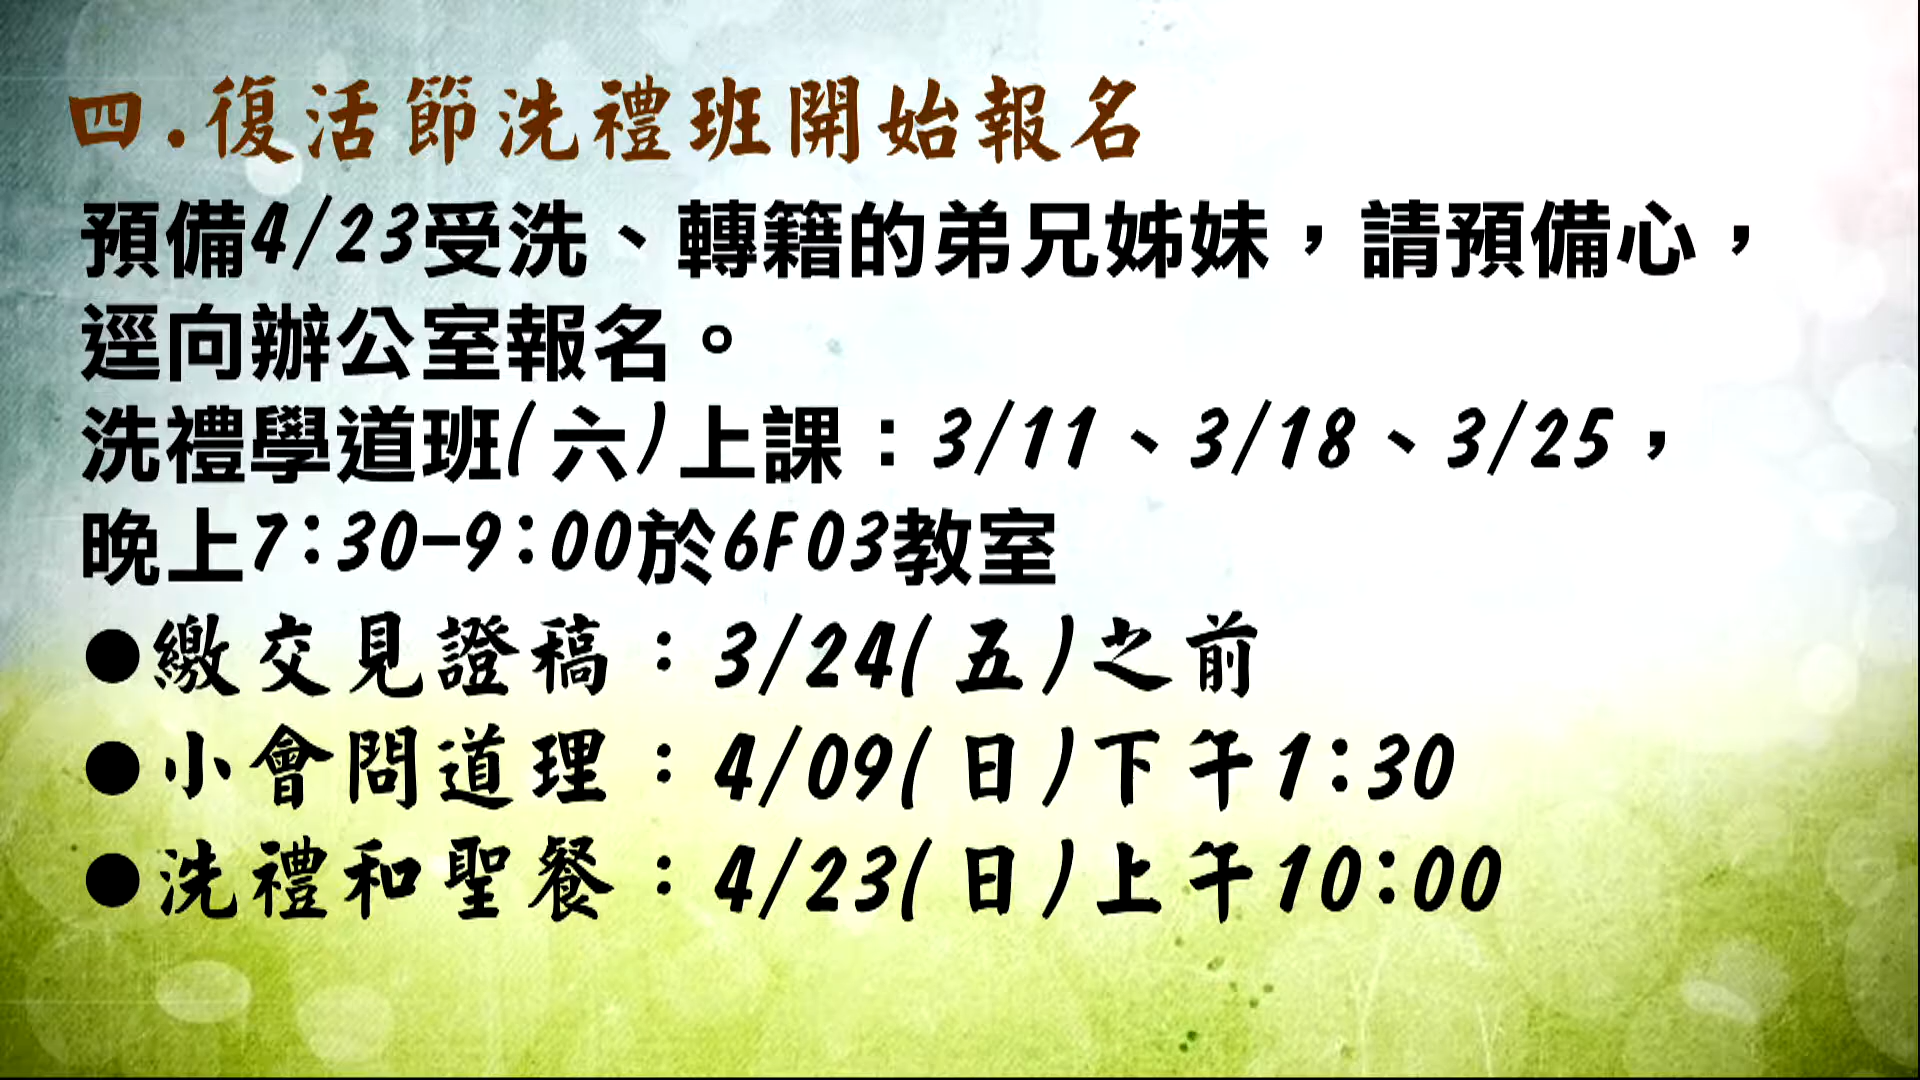 四.復活節洗禮班開始報名
預備4/23受洗、轉籍的弟兄姊妹，請預備心，
逕向辦公室報名。
洗禮學道班(六)上課：3/11、3/18、3/25，
晚上7:30-9:00於6F03教室
●繳交見證稿：3/24(五)之前
●小會問道理：4/09(日)下午1:30
●洗禮和聖餐：4/23(日)上午10:00